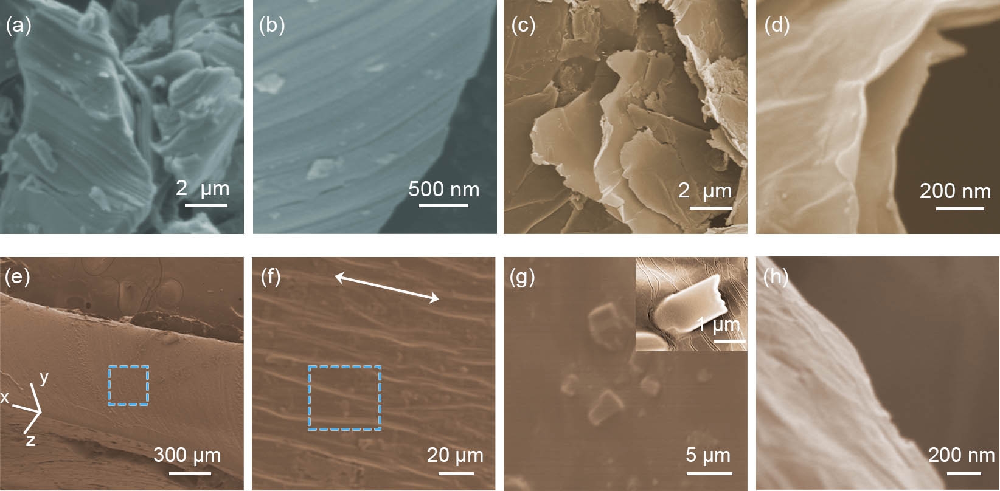 (a)
2 µm
(b)
500 nm
(c)
2 µm
(d)
200 nm
(e)
y
x
z
300 µm
(f)
20 µm
(g)
1 µm
5 µm
(h)
200 nm